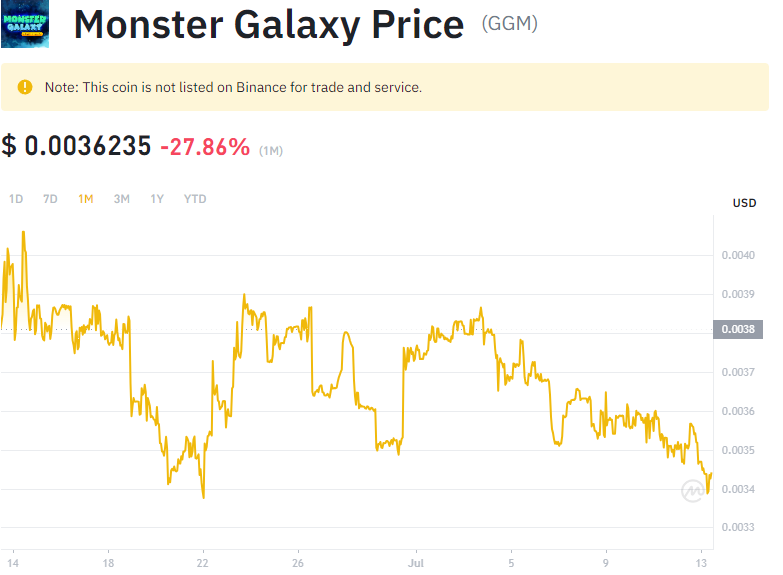 MONSTER
GALAXY
Monster Galaxy Price (GGM)
Note: This coin is not listed on Binance for trade and service.
$ 0.0036235 -27.86% (1M)
1D 7D 1M 3M 1Y YTD
USD
0.0040
0.0039
0.0038
0.0037
0.0036
0.0035
0.0034
0.0033
14 18 22 26 Jul 5 9 13